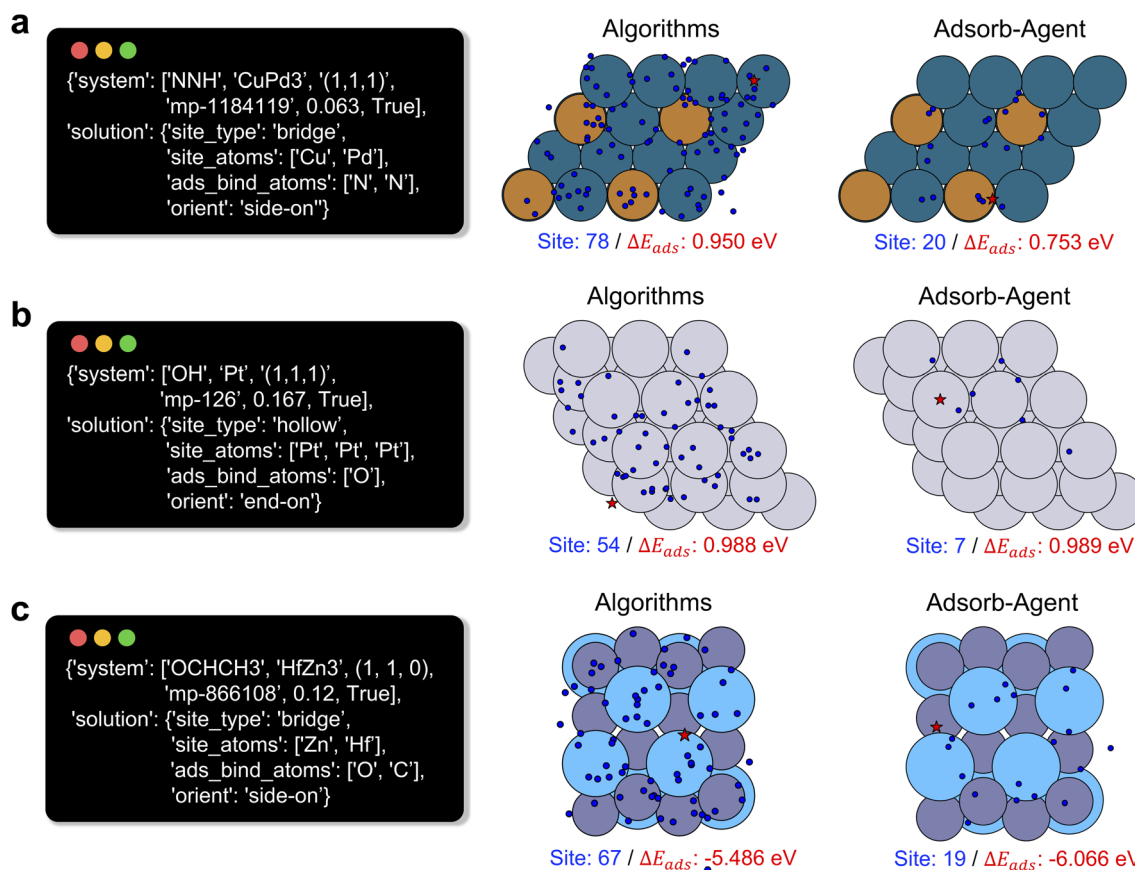 a
{'system': ['NNH', 'CuPd3', '(1,1,1)',
'mp-1184119', 0.063, True],
'solution': {'site_type': 'bridge',
'site_atoms': ['Cu', 'Pd'],
'ads_bind_atoms': ['N', 'N'],
'orient': 'side-on''}
Algorithms
Adsorb-Agent
Site: 78 / ΔE_ads: 0.950 eV
Site: 20 / ΔE_ads: 0.753 eV
b
{'system': ['OH', 'Pt', '(1,1,1)',
'mp-126', 0.167, True],
'solution': {'site_type': 'hollow',
'site_atoms': ['Pt', 'Pt', 'Pt'],
'ads_bind_atoms': ['O'],
'orient': 'end-on'}
Algorithms
Adsorb-Agent
Site: 54 / ΔE_ads: 0.988 eV
Site: 7 / ΔE_ads: 0.989 eV
c
{'system': ['OCHCH3', 'HfZn3', (1, 1, 0),
'mp-866108', 0.12, True],
'solution': {'site_type': 'bridge',
'site_atoms': ['Zn', 'Hf'],
'ads_bind_atoms': ['O', 'C'],
'orient': 'side-on'}
Algorithms
Adsorb-Agent
Site: 67 / ΔE_ads: -5.486 eV
Site: 19 / ΔE_ads: -6.066 eV